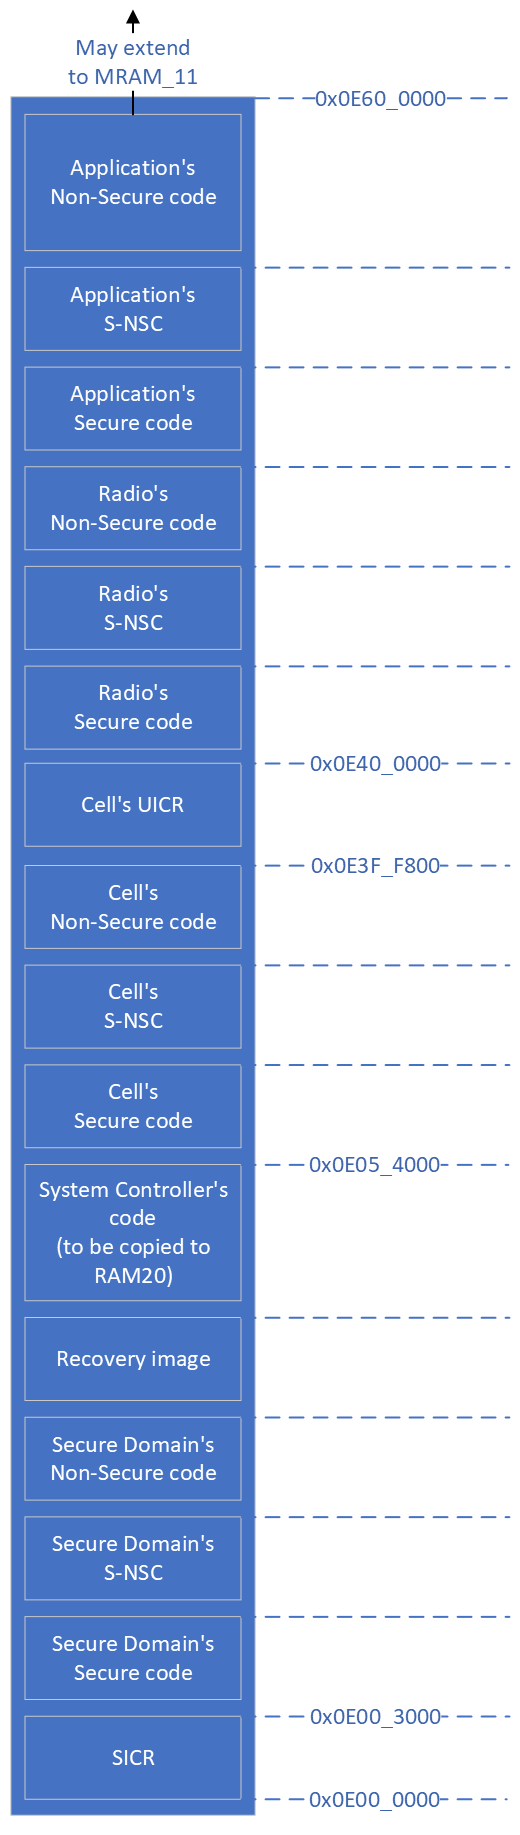 May extend
to MRAM_11
0x0E60_0000
Application's
Non-Secure code
Application's
S-NSC
Application's
Secure code
Radio's
Non-Secure code
Radio's
S-NSC
Radio's
Secure code
0x0E40_0000
Cell's UICR
0x0E3F_F800
Cell's
Non-Secure code
Cell's
S-NSC
Cell's
Secure code
0x0E05_4000
System Controller's
code
(to be copied to
RAM20)
Recovery image
Secure Domain's
Non-Secure code
Secure Domain's
S-NSC
Secure Domain's
Secure code
0x0E00_3000
SICR
0x0E00_0000